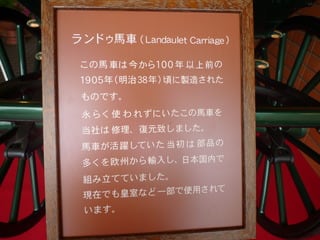 ランドゥ馬車(Landaulet Carriage)
この馬車は今から100年以上前の
1905年(明治38年)頃に製造された
ものです。
永らく使われずにいたこの馬車を
当社は修理、復元致しました。
馬車が活躍していた当初は部品の
多くを欧州から輸入し、日本国内で
組み立てていました。
現在でも皇室など一部で使用されて
います。